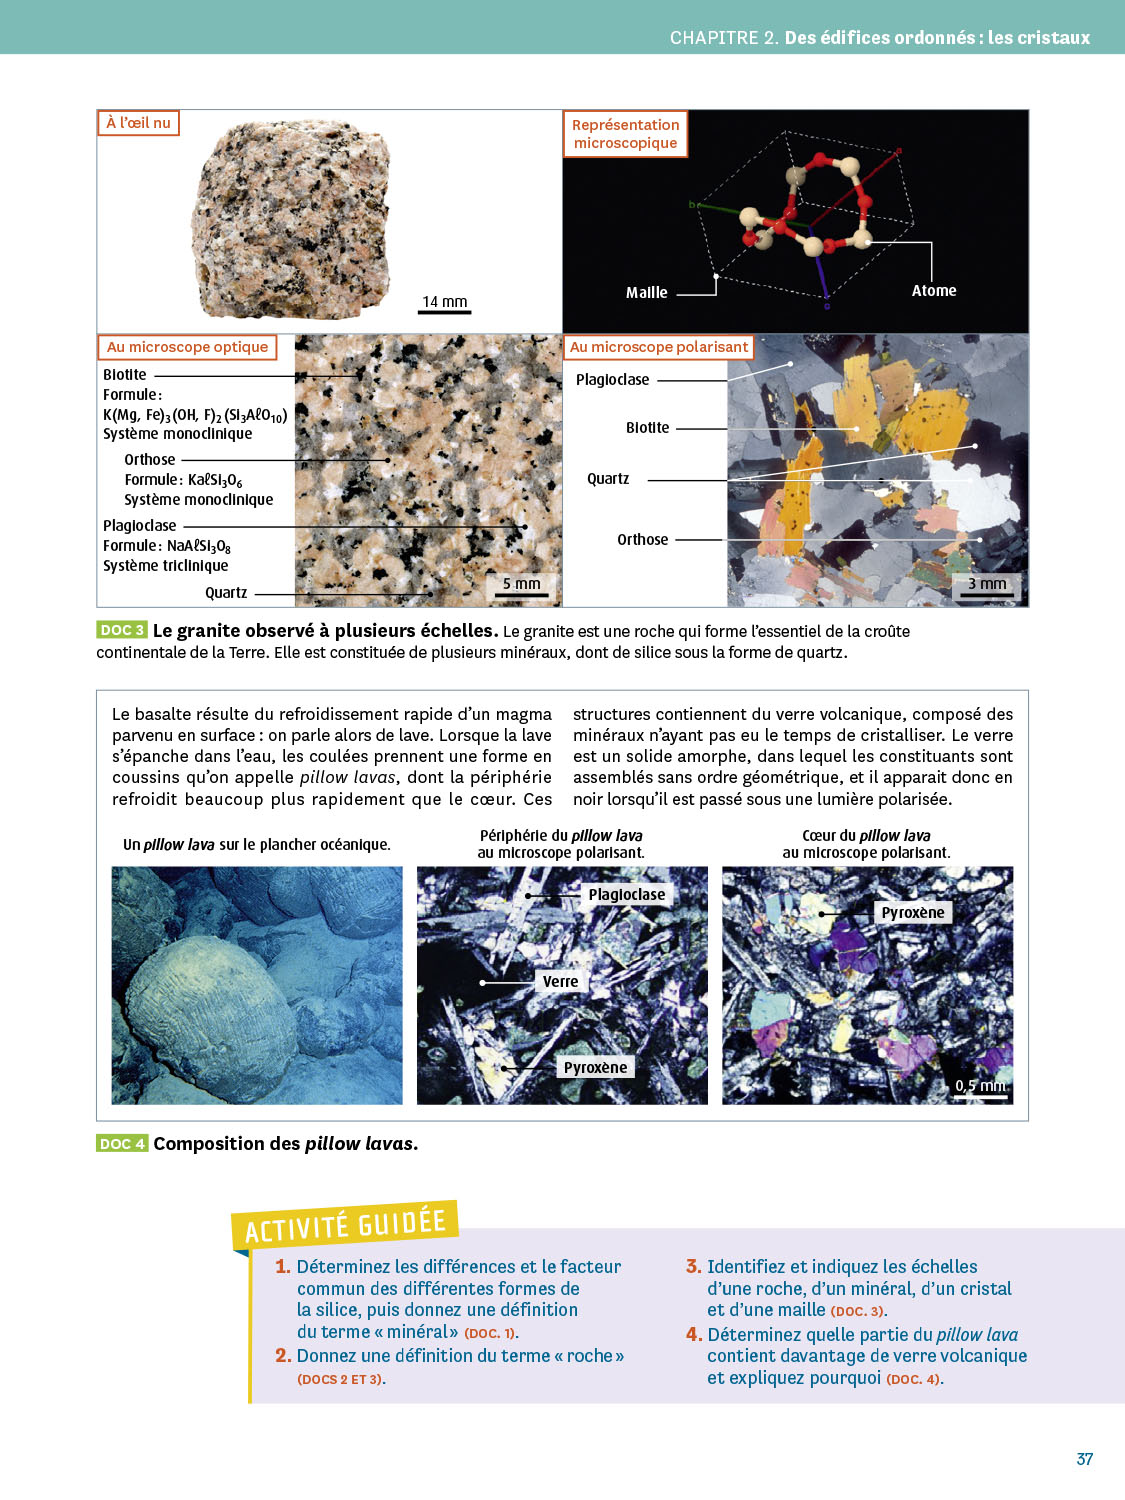 CHAPITRE 2. Des édifices ordonnés : les cristaux
À l'œil nu
14 mm
Représentation
microscopique
a
b
c
Maille
Atome
Au microscope optique
Biotite
Formule :
K(Mg, Fe)₃(OH, F)₂(Si₃AℓO₁₀)
Système monoclinique
Orthose
Formule : KaℓSi₃O₆
Système monoclinique
Plagioclase
Formule : NaAℓSi₃O₈
Système triclinique
Quartz
5 mm
Au microscope polarisant
Plagioclase
Biotite
Quartz
Orthose
3 mm
DOC 3 Le granite observé à plusieurs échelles. Le granite est une roche qui forme l'essentiel de la croûte
continentale de la Terre. Elle est constituée de plusieurs minéraux, dont de silice sous la forme de quartz.
Le basalte résulte du refroidissement rapide d'un magma
parvenu en surface : on parle alors de lave. Lorsque la lave
s'épanche dans l'eau, les coulées prennent une forme en
coussins qu'on appelle pillow lavas, dont la périphérie
refroidit beaucoup plus rapidement que le cœur. Ces
structures contiennent du verre volcanique, composé des
minéraux n'ayant pas eu le temps de cristalliser. Le verre
est un solide amorphe, dans lequel les constituants sont
assemblés sans ordre géométrique, et il apparait donc en
noir lorsqu'il est passé sous une lumière polarisée.
Un pillow lava sur le plancher océanique.
Périphérie du pillow lava
au microscope polarisant.
Plagioclase
Verre
Pyroxène
Cœur du pillow lava
au microscope polarisant.
Pyroxène
0,5 mm
DOC 4 Composition des pillow lavas.
ACTIVITÉ GUIDÉE
1. Déterminez les différences et le facteur
commun des différentes formes de
la silice, puis donnez une définition
du terme « minéral » (DOC. 1).
2. Donnez une définition du terme « roche »
(DOCS 2 ET 3).
3. Identifiez et indiquez les échelles
d'une roche, d'un minéral, d'un cristal
et d'une maille (DOC. 3).
4. Déterminez quelle partie du pillow lava
contient davantage de verre volcanique
et expliquez pourquoi (DOC. 4).
37